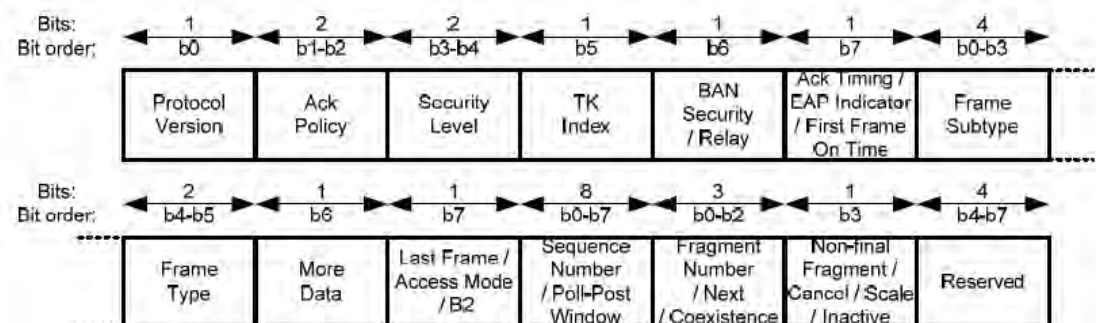 Bits: 1 2 2 1 1 1 4
Bit order: b0 b1-b2 b3-b4 b5 b6 b7 b0-b3
Protocol Version
Ack Policy
Security Level
TK Index
BAN Security / Relay
Ack Timing / EAP Indicator / First Frame On Time
Frame Subtype
Bits: 2 1 1 8 3 1 4
Bit order: b4-b5 b6 b7 b0-b7 b0-b2 b3 b4-b7
Frame Type
More Data
Last Frame / Access Mode / B2
Sequence Number / Poll-Post Window
Fragment Number / Next / Coexistence
Non-final Fragment / Cancel / Scale / Inactive
Reserved